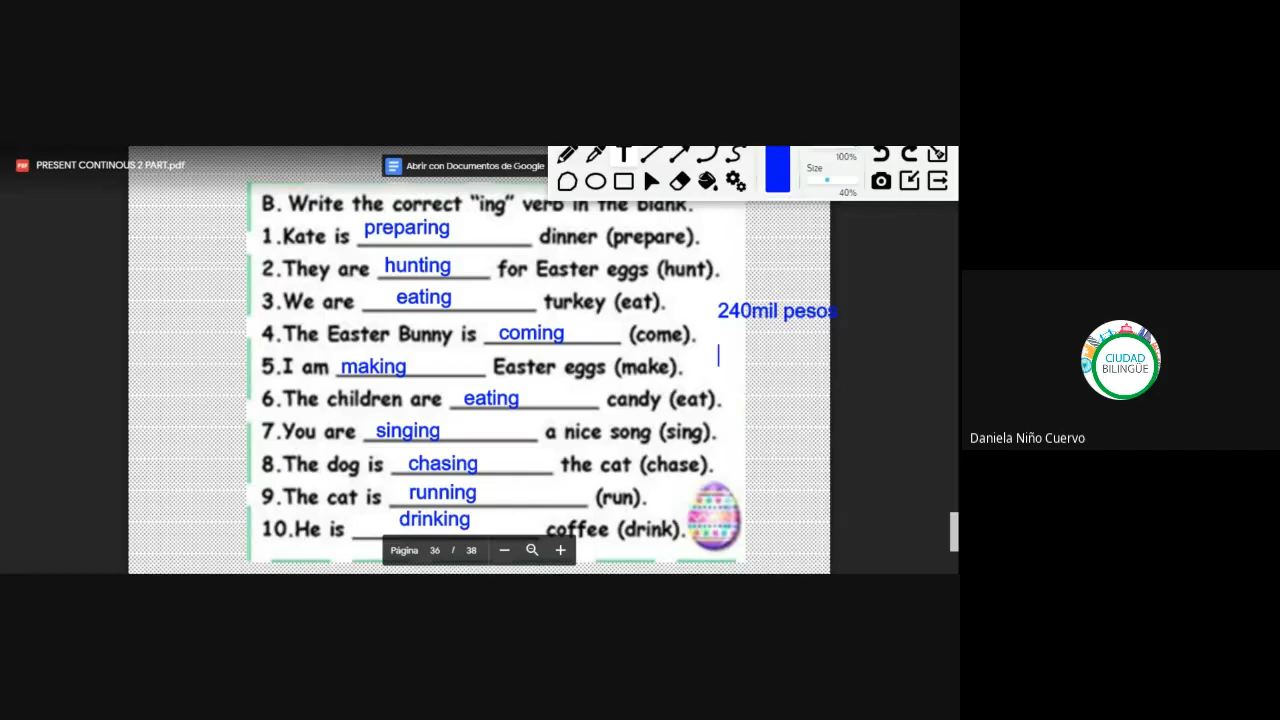 PRESENT CONTINOUS 2 PART.pdf
Abrir con Documentos de Google
100%
Size
40%
B. Write the correct "ing" verb in the blank.
1.Kate is preparing dinner (prepare).
2.They are hunting for Easter eggs (hunt).
3.We are eating turkey (eat).
240mil pesos
4.The Easter Bunny is coming (come).
5.I am making Easter eggs (make).
6.The children are eating candy (eat).
7.You are singing a nice song (sing).
8.The dog is chasing the cat (chase).
9.The cat is running (run).
10.He is drinking coffee (drink).
Página 36 / 38
CIUDAD
BILINGÜE
Daniela Niño Cuervo